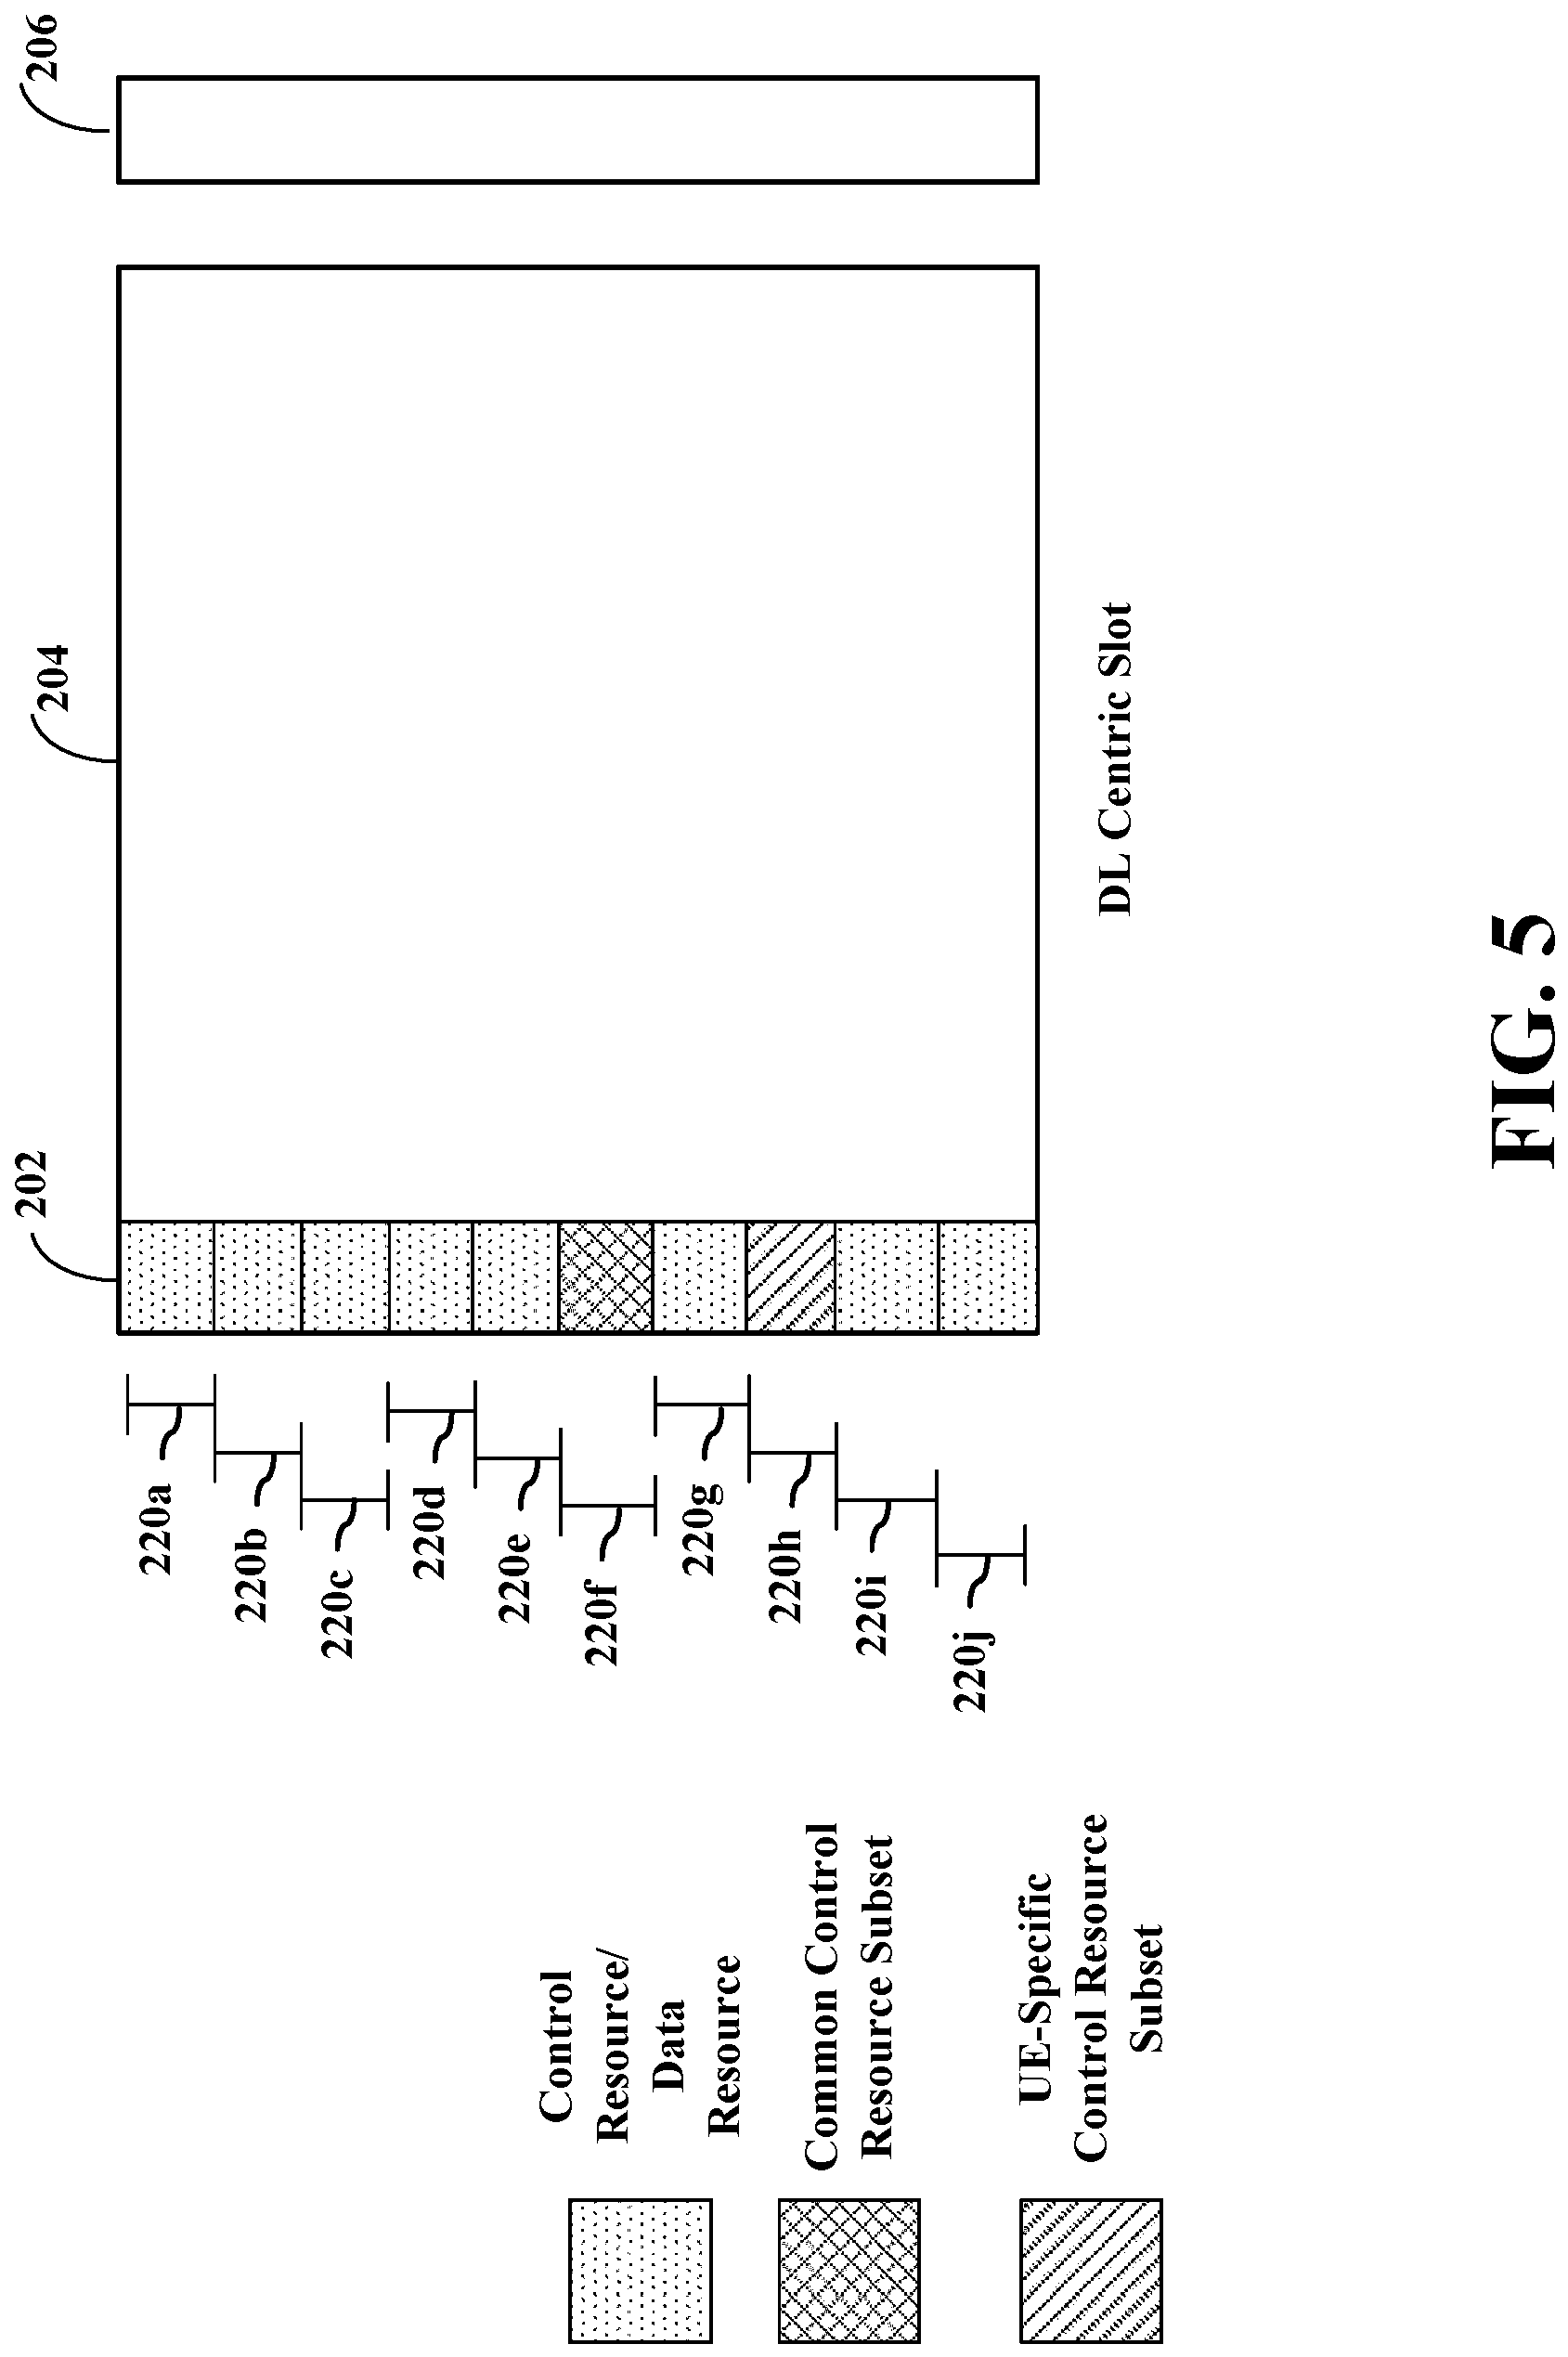 202
204
206
220a
220b
220c
220d
220e
220f
220g
220h
220i
220j
DL Centric Slot
Control
Resource/
Data
Resource
Common Control
Resource Subset
UE-Specific
Control Resource
Subset
FIG. 5